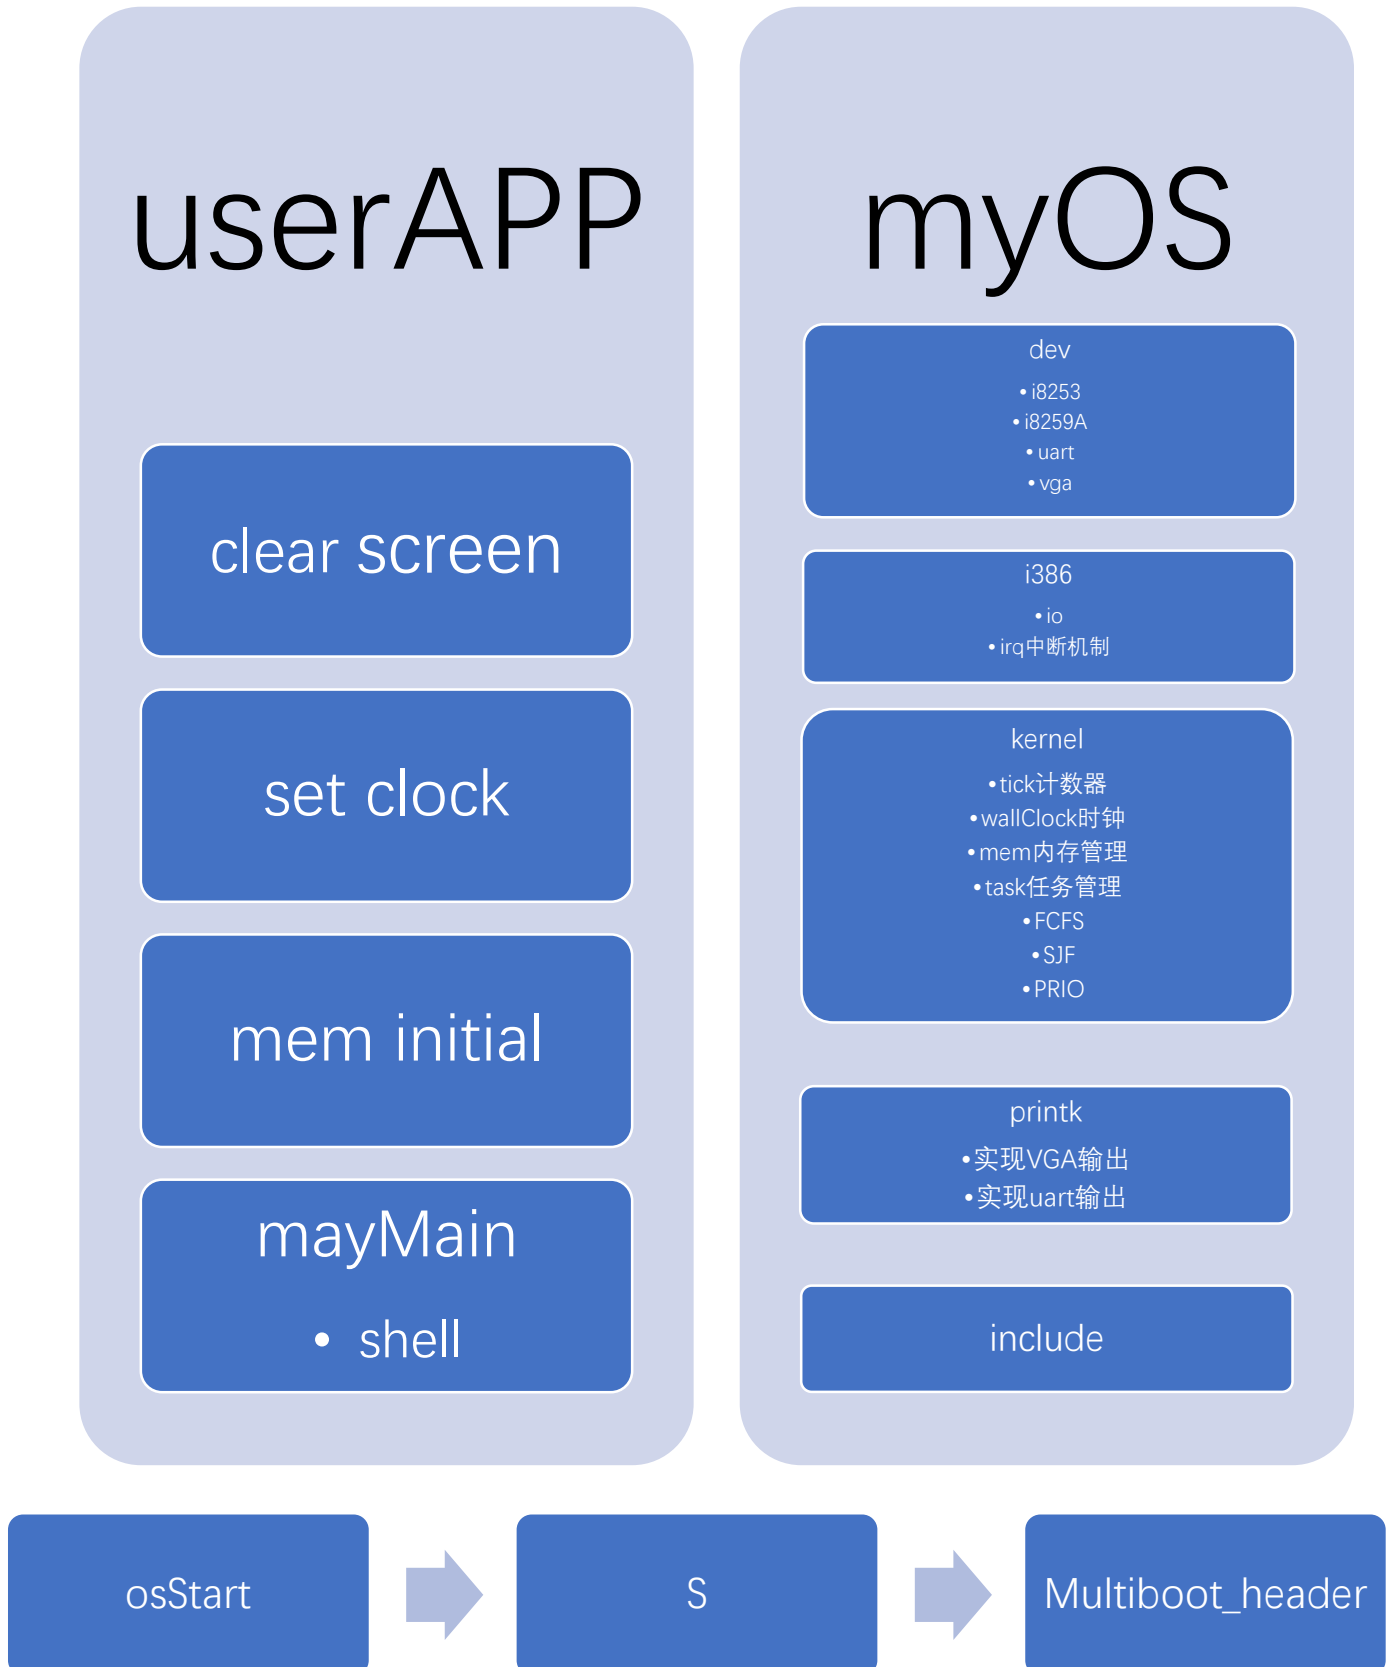 userAPP
clear screen
set clock
mem initial
mayMain
• shell
myOS
dev
• i8253
• i8259A
• uart
• vga
i386
• io
• irq中断机制
kernel
• tick计数器
• wallClock时钟
• mem内存管理
• task任务管理
• FCFS
• SJF
• PRIO
printk
• 实现VGA输出
• 实现uart输出
include
osStart
S
Multiboot_header